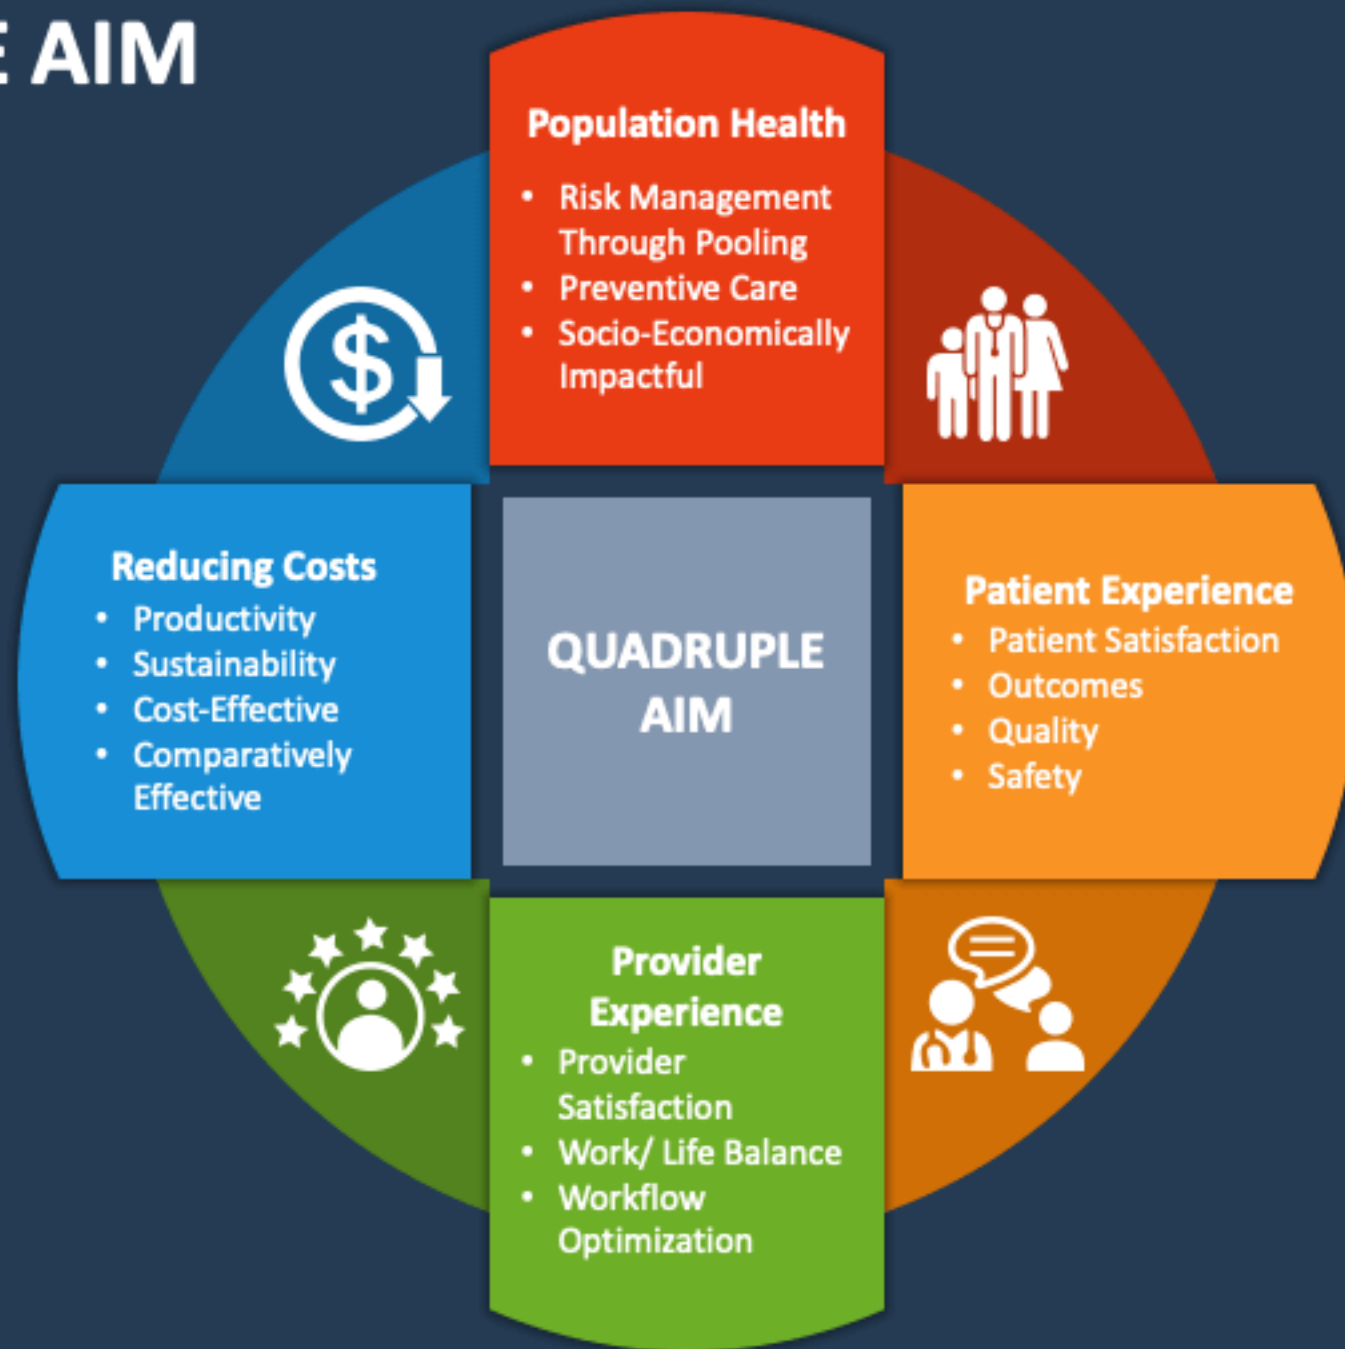 E AIM
Population Health
• Risk Management
Through Pooling
• Preventive Care
• Socio-Economically
Impactful
Reducing Costs
• Productivity
• Sustainability
• Cost-Effective
• Comparatively
Effective
QUADRUPLE
AIM
Patient Experience
• Patient Satisfaction
• Outcomes
• Quality
• Safety
Provider
Experience
• Provider
Satisfaction
• Work/ Life Balance
• Workflow
Optimization
$